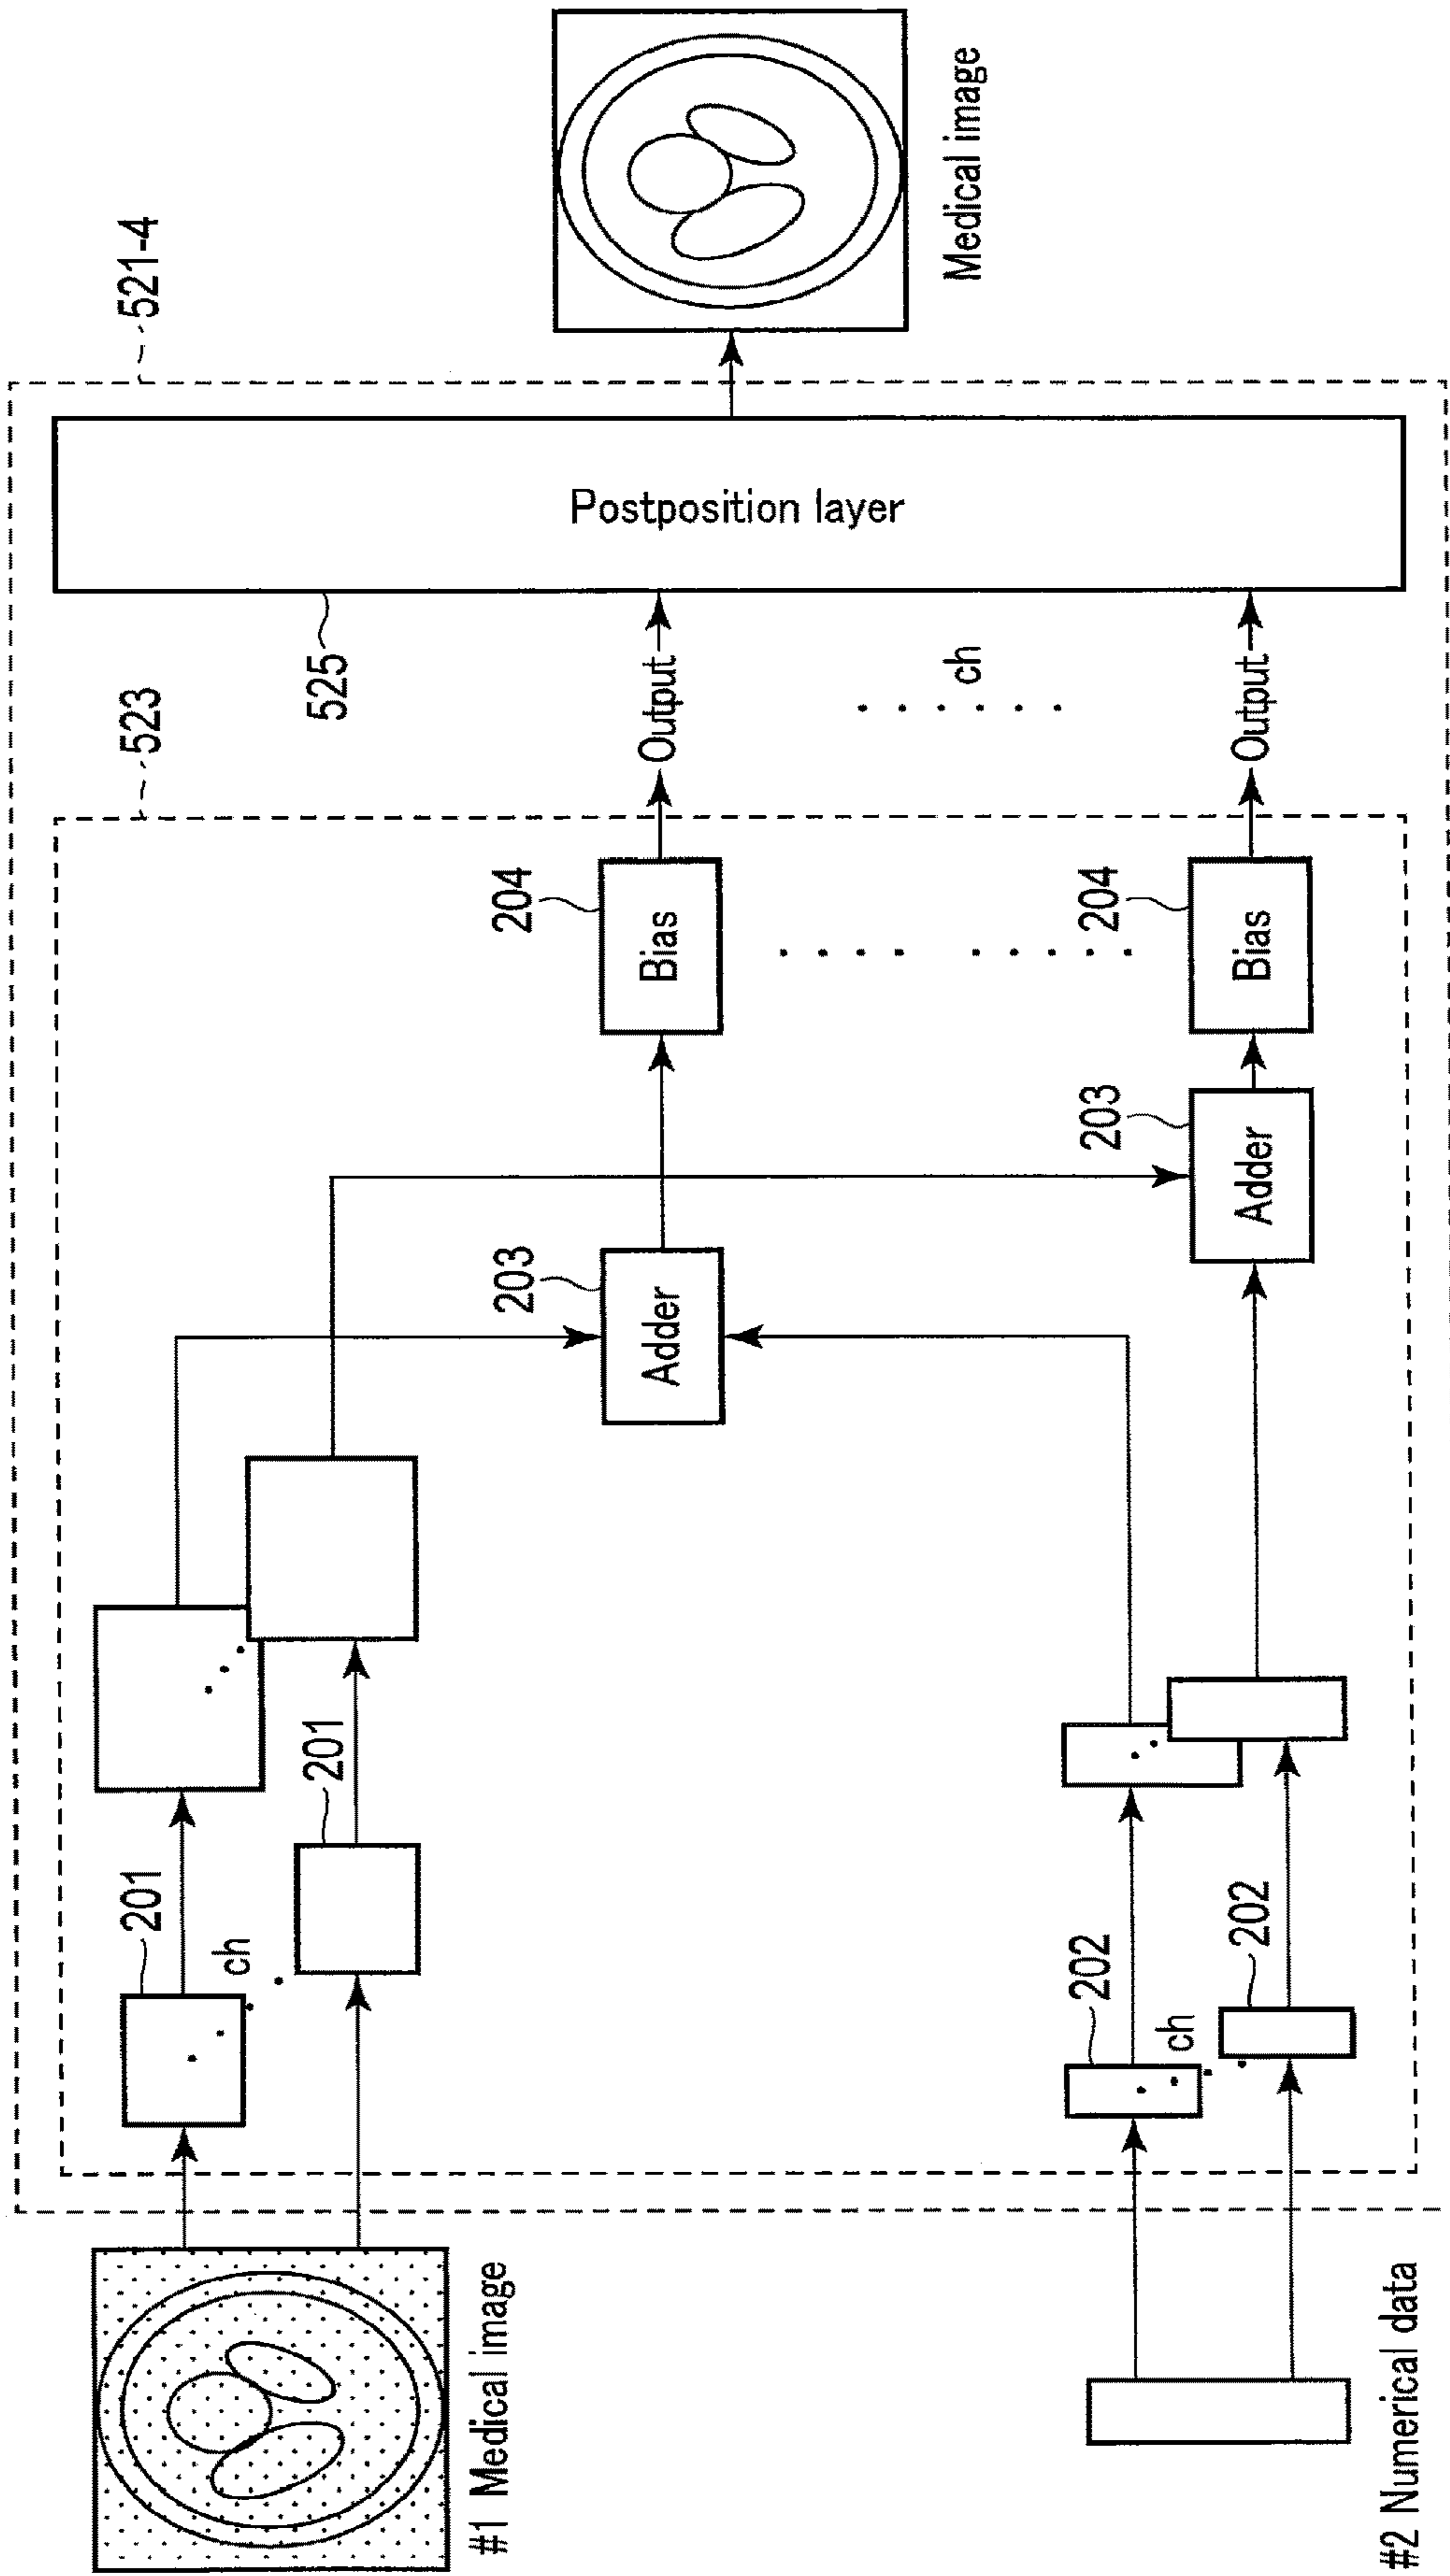 521-4
523
201
ch
201
203
204
Adder
Bias
Output
525
Postposition layer
Medical image
#1 Medical image
ch
203
204
202
ch
202
Adder
Bias
Output
#2 Numerical data